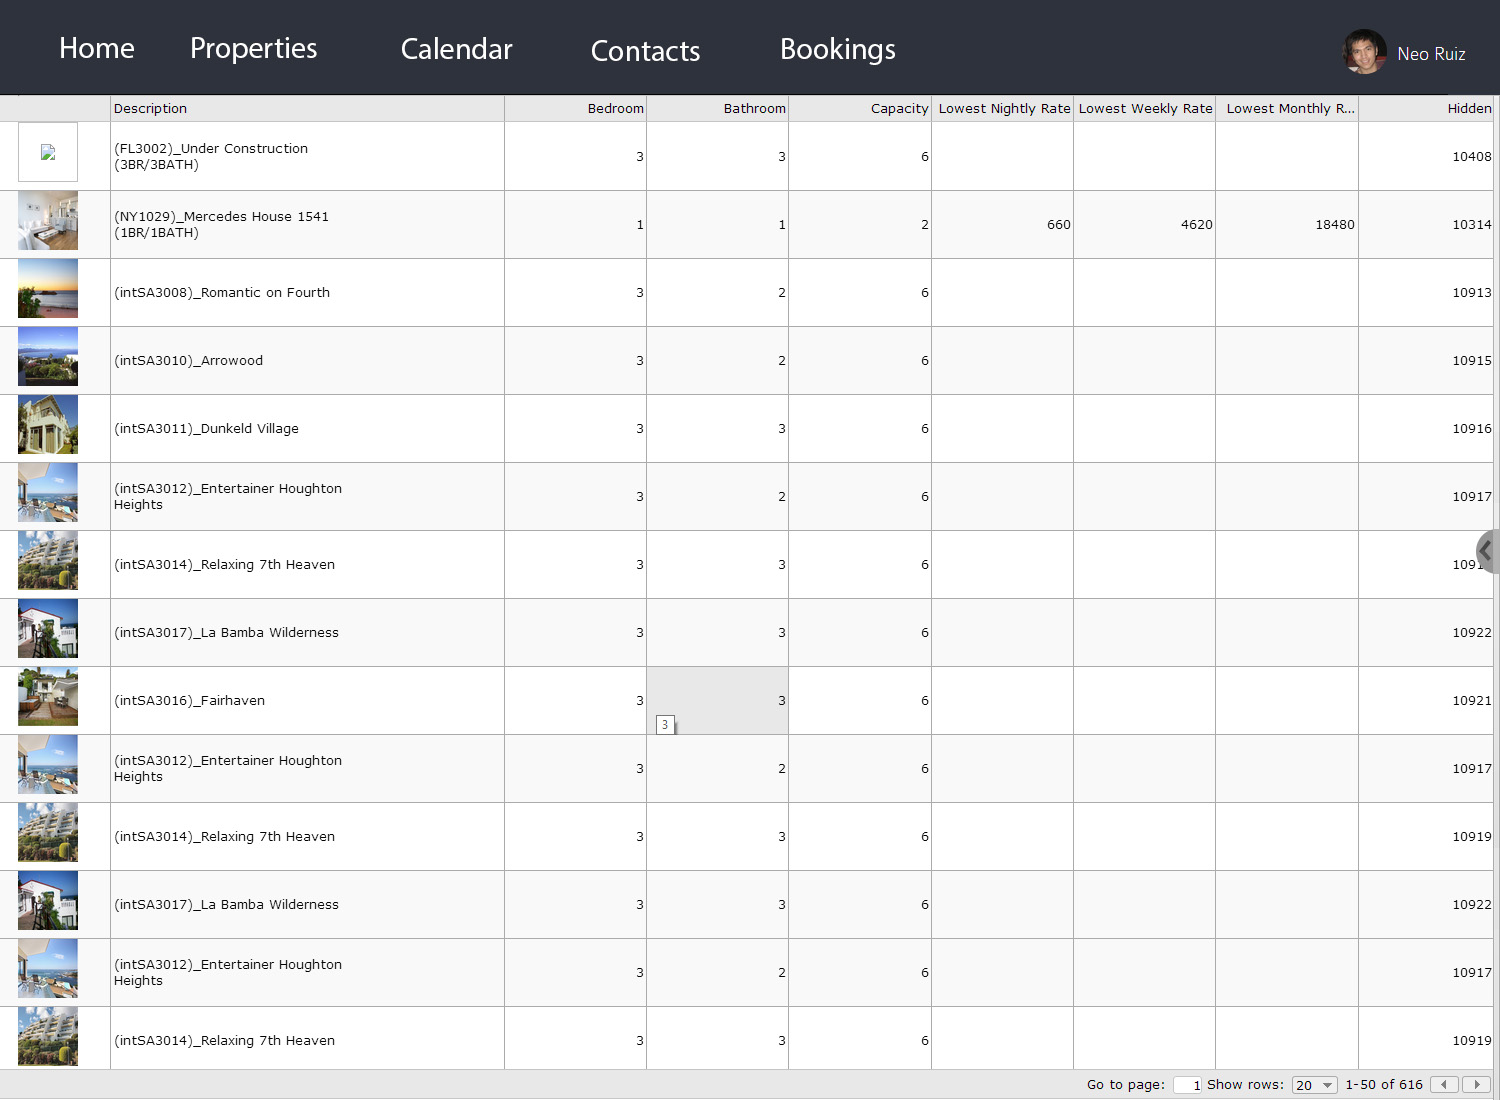 Home Properties Calendar Contacts Bookings Neo Ruiz
Description Bedroom Bathroom Capacity Lowest Nightly Rate Lowest Weekly Rate Lowest Monthly R... Hidden
(FL3002)_Under Construction
(3BR/3BATH)
3 3 6 10408
(NY1029)_Mercedes House 1541
(1BR/1BATH)
1 1 2 660 4620 18480 10314
(intSA3008)_Romantic on Fourth 3 2 6 10913
(intSA3010)_Arrowood 3 2 6 10915
(intSA3011)_Dunkeld Village 3 3 6 10916
(intSA3012)_Entertainer Houghton
Heights
3 2 6 10917
(intSA3014)_Relaxing 7th Heaven 3 3 6
(intSA3017)_La Bamba Wilderness 3 3 6 10922
(intSA3016)_Fairhaven 3 3 6 10921
3
(intSA3012)_Entertainer Houghton
Heights
3 2 6 10917
(intSA3014)_Relaxing 7th Heaven 3 3 6 10919
(intSA3017)_La Bamba Wilderness 3 3 6 10922
(intSA3012)_Entertainer Houghton
Heights
3 2 6 10917
(intSA3014)_Relaxing 7th Heaven 3 3 6 10919
Go to page: 1 Show rows: 20 1-50 of 616